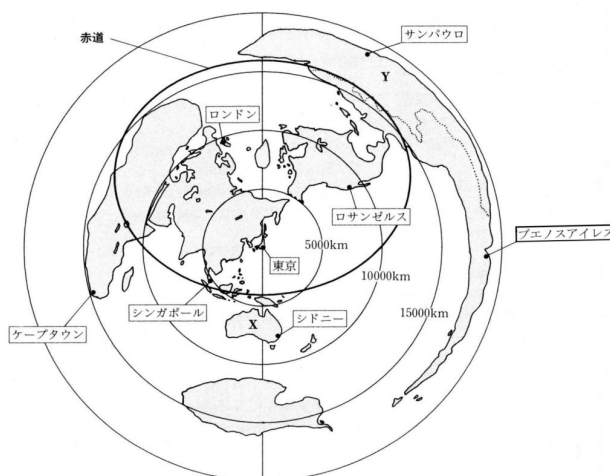 サンパウロ
赤道
Y
ロンドン
ロサンゼルス
ブエノスアイレス
5000km
東京
10000km
シンガポール
シドニー
15000km
X
ケープタウン